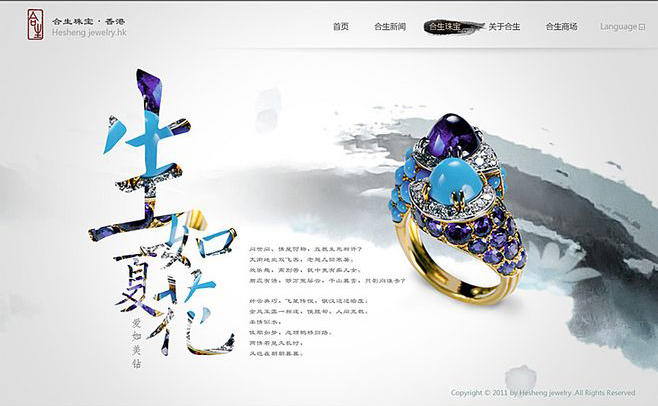 合生
合生珠宝·香港
Hesheng jewelry.hk
首页
合生新闻
合生珠宝
关于合生
合生商场
Language
生如夏花
爱如美钻
问世间、情是何物，直教生死相许？
天南地北双飞客，老翅几回寒暑。
欢乐趣，离别苦，就中更有痴儿女。
君应有语，渺万里层云，千山暮雪，只影向谁去？
纤云弄巧，飞星传恨，银汉迢迢暗度。
金风玉露一相逢，便胜却、人间无数。
柔情似水，
佳期如梦，忍顾鹊桥归路。
两情若是久长时，
又岂在朝朝暮暮。
Copyright © 2011 by Hesheng jewelry .All Rights Reserved